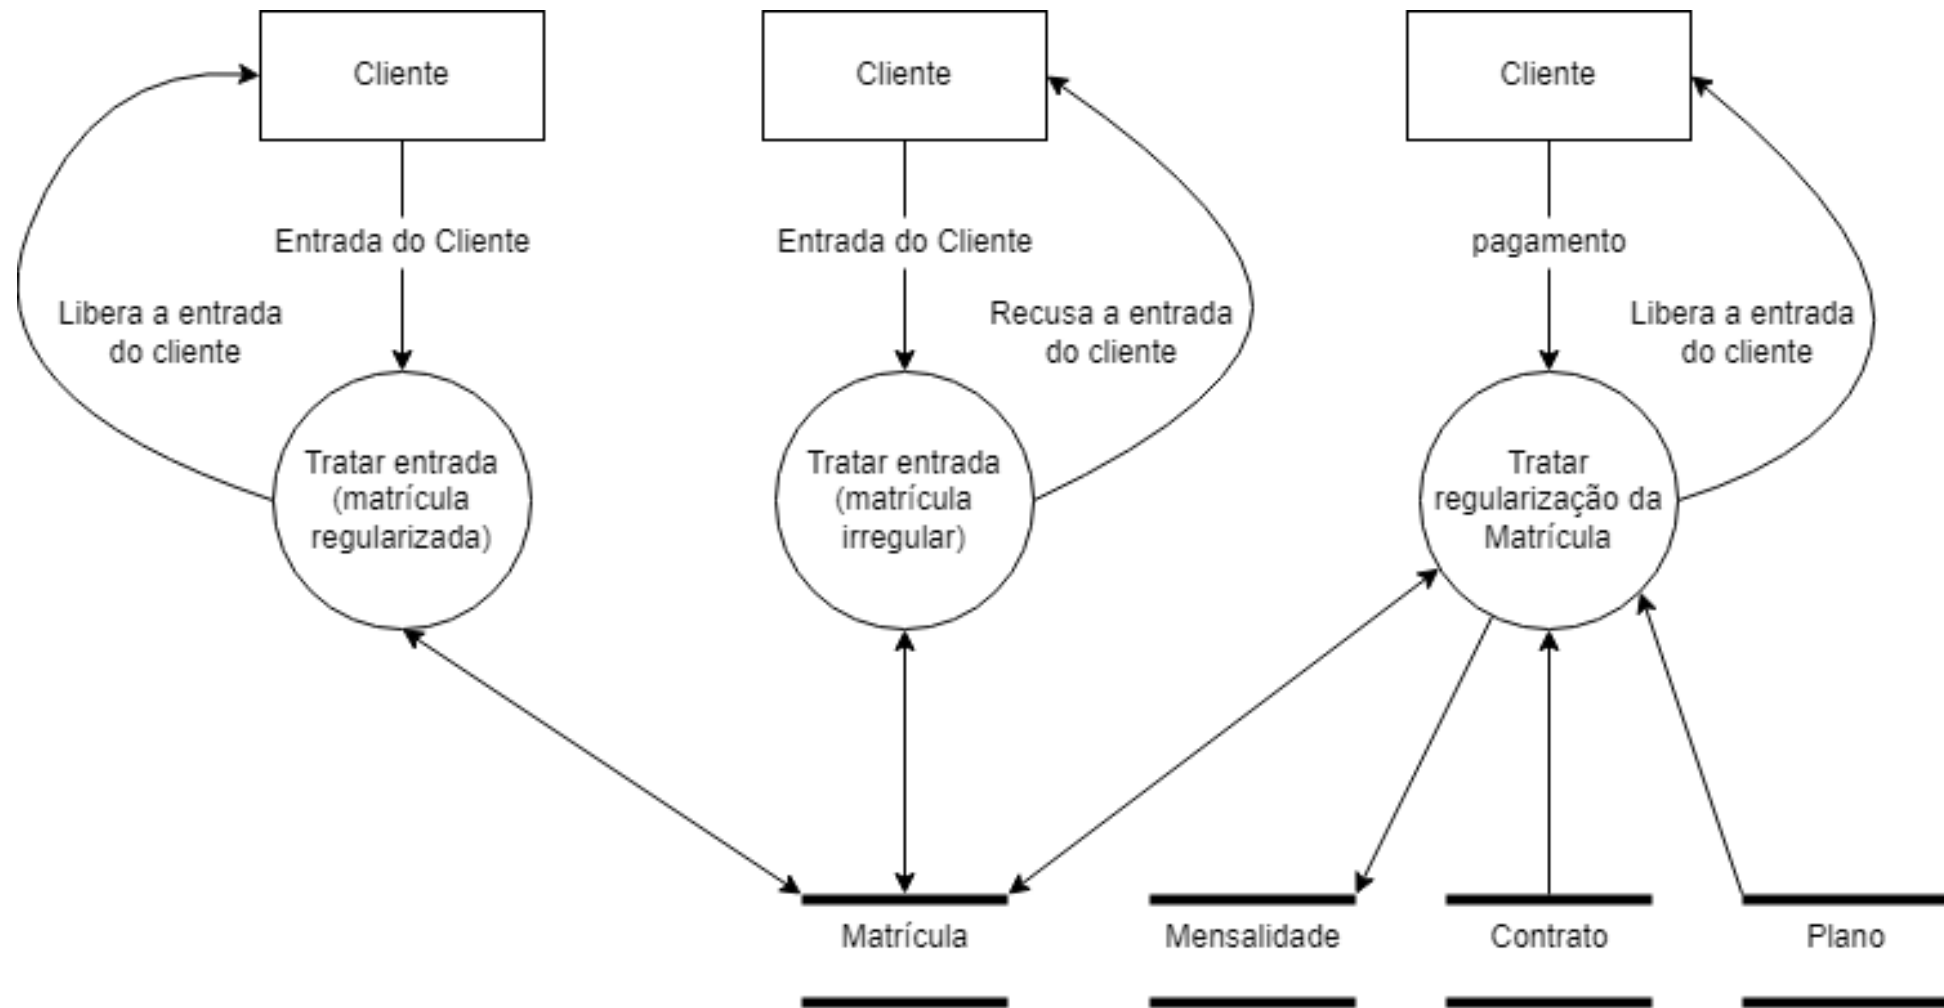 Cliente
Cliente
Cliente
Entrada do Cliente
Entrada do Cliente
pagamento
Libera a entrada
do cliente
Recusa a entrada
do cliente
Libera a entrada
do cliente
Tratar entrada
(matrícula
regularizada)
Tratar entrada
(matrícula
irregular)
Tratar
regularização da
Matrícula
Matrícula
Mensalidade
Contrato
Plano